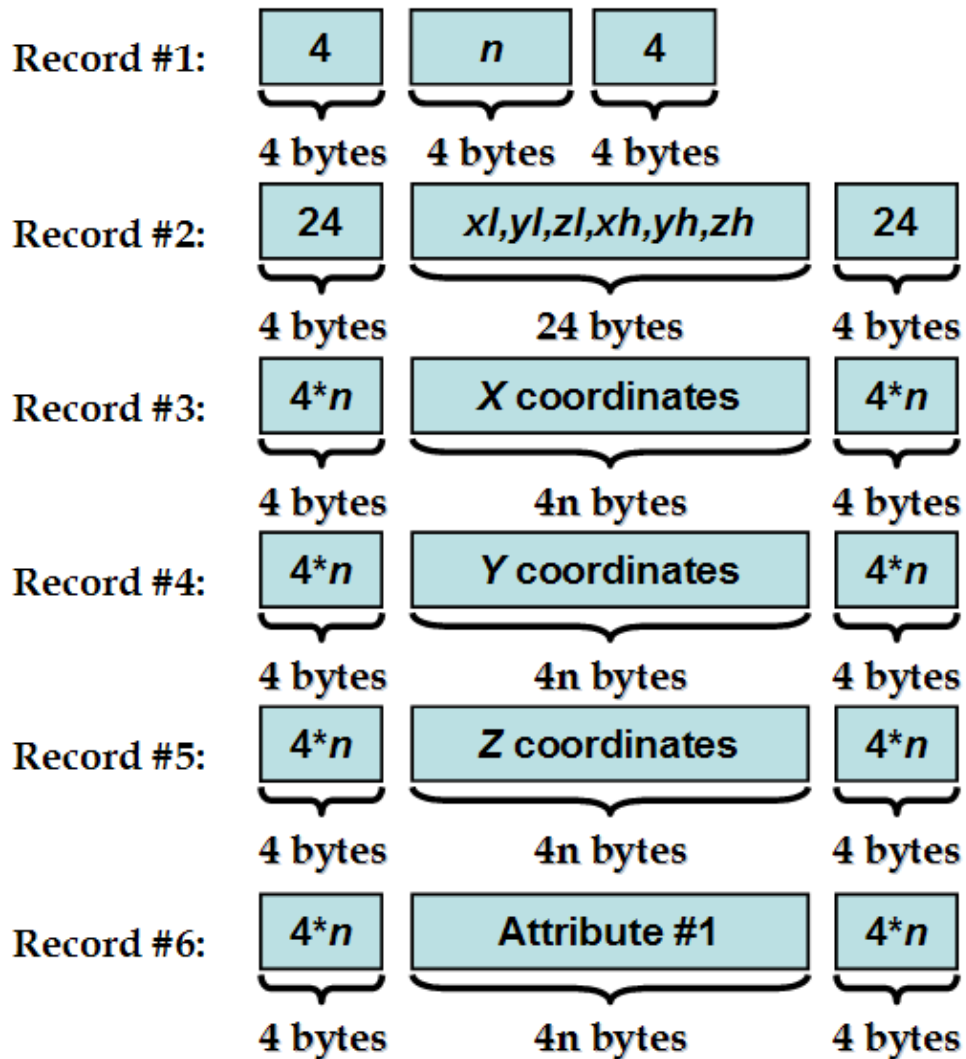 Record #1: 4 n 4
4 bytes 4 bytes 4 bytes
Record #2: 24 xl,yl,zl,xh,yh,zh 24
4 bytes 24 bytes 4 bytes
Record #3: 4*n X coordinates 4*n
4 bytes 4n bytes 4 bytes
Record #4: 4*n Y coordinates 4*n
4 bytes 4n bytes 4 bytes
Record #5: 4*n Z coordinates 4*n
4 bytes 4n bytes 4 bytes
Record #6: 4*n Attribute #1 4*n
4 bytes 4n bytes 4 bytes